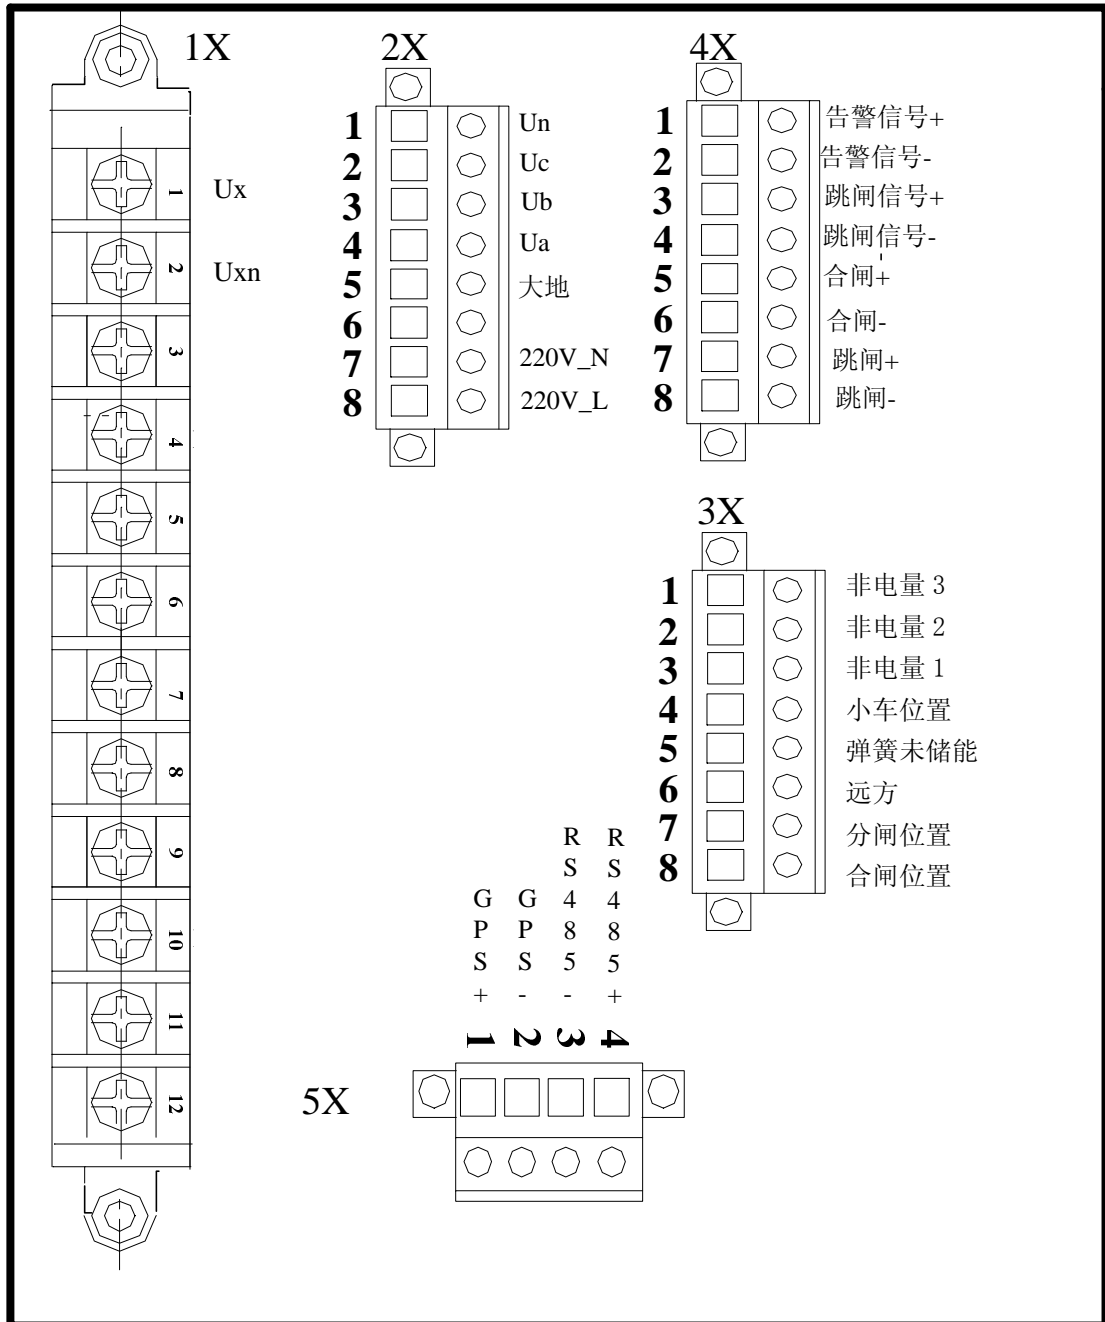 1X
1 Ux
2 Uxn
3
4
5
6
7
8
9
10
11
12
2X
1 Un
2 Uc
3 Ub
4 Ua
5 大地
6
7 220V_N
8 220V_L
4X
1 告警信号+
2 告警信号-
3 跳闸信号+
4 跳闸信号-
5 合闸+
6 合闸-
7 跳闸+
8 跳闸-
3X
1 非电量 3
2 非电量 2
3 非电量 1
4 小车位置
5 弹簧未储能
6 远方
7 分闸位置
8 合闸位置
5X
GPS+
GPS-
RS485-
RS485+
1 2 3 4